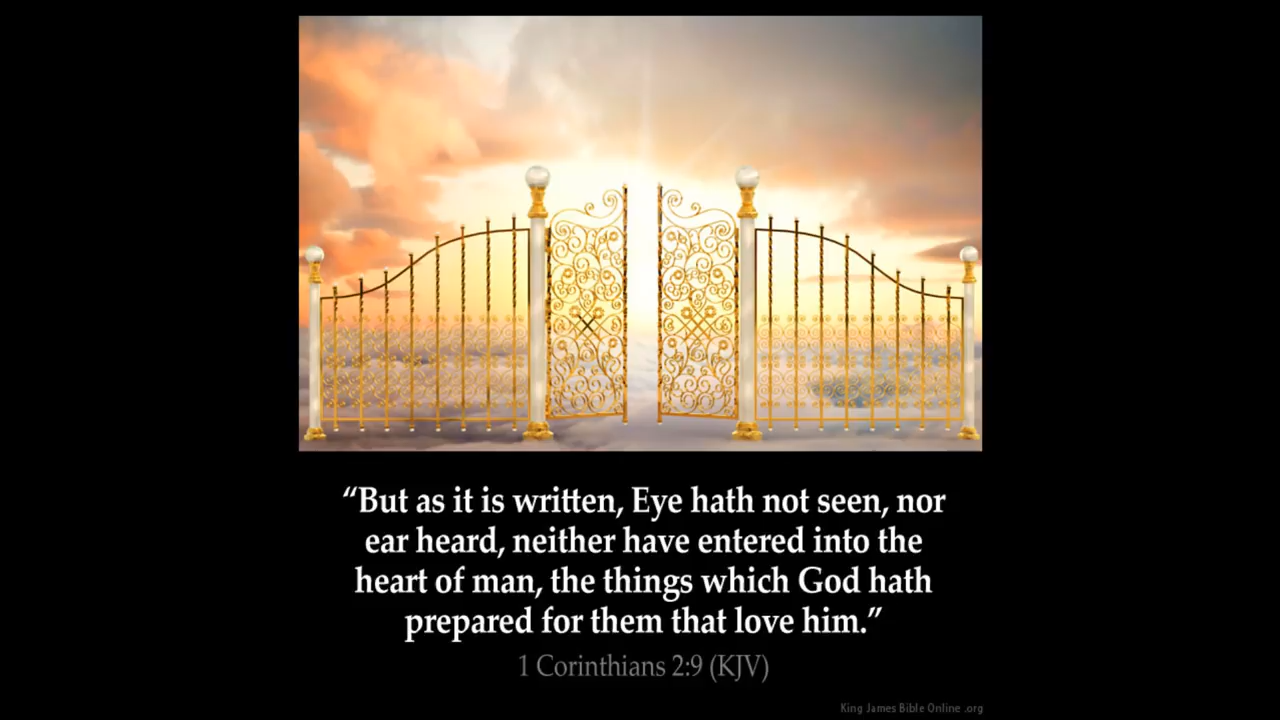 “But as it is written, Eye hath not seen, nor
ear heard, neither have entered into the
heart of man, the things which God hath
prepared for them that love him.”
1 Corinthians 2:9 (KJV)
King James Bible Online .org